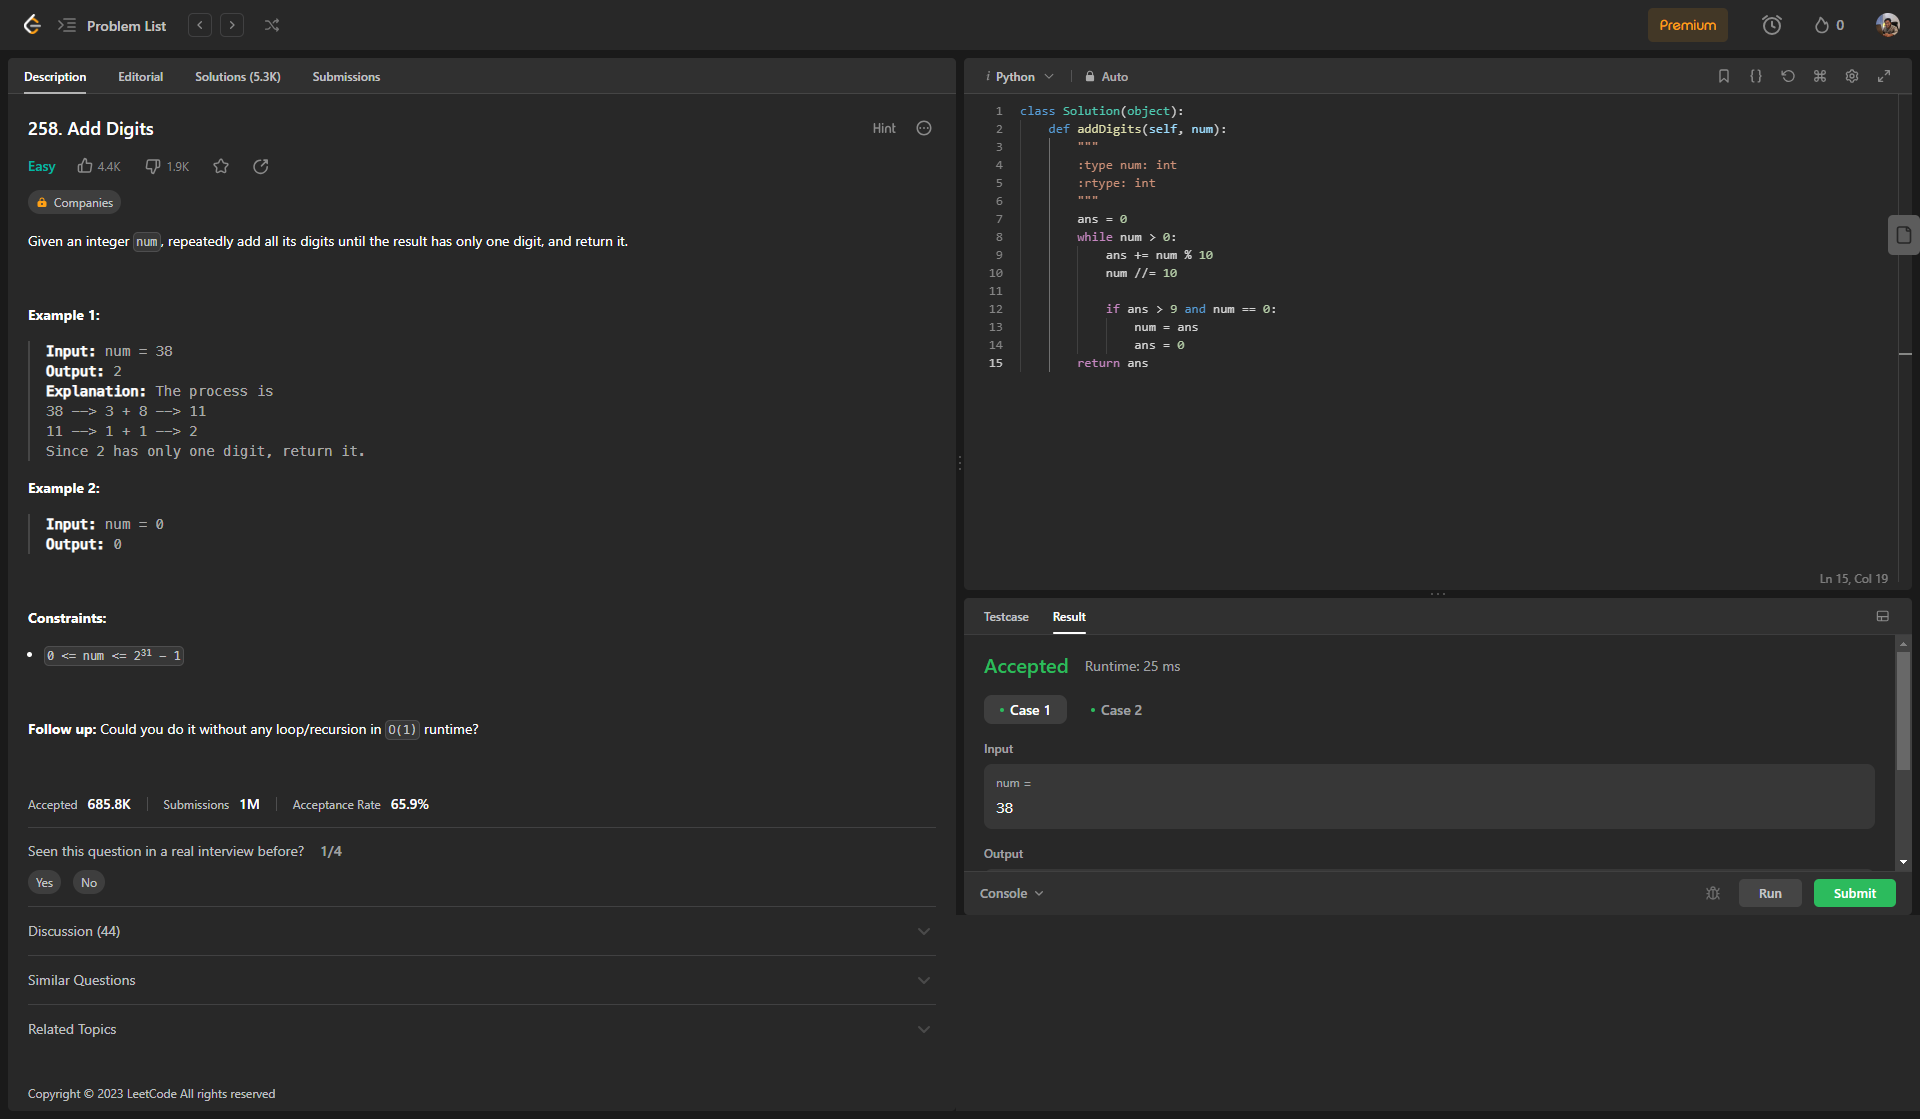 Problem List
Premium
0
Description Editorial Solutions (5.3K) Submissions
258. Add Digits
Hint
Easy 4.4K 1.9K
Companies
Given an integer num, repeatedly add all its digits until the result has only one digit, and return it.
Example 1:
Input: num = 38
Output: 2
Explanation: The process is
38 --> 3 + 8 --> 11
11 --> 1 + 1 --> 2
Since 2 has only one digit, return it.
Example 2:
Input: num = 0
Output: 0
Constraints:
• 0 <= num <= 2³¹ - 1
Follow up: Could you do it without any loop/recursion in O(1) runtime?
Accepted 685.8K Submissions 1M Acceptance Rate 65.9%
Seen this question in a real interview before? 1/4
Yes No
Discussion (44)
Similar Questions
Related Topics
Copyright © 2023 LeetCode All rights reserved
i Python Auto
1 class Solution(object):
2     def addDigits(self, num):
3         """
4         :type num: int
5         :rtype: int
6         """
7         ans = 0
8         while num > 0:
9             ans += num % 10
10             num //= 10
11
12             if ans > 9 and num == 0:
13                 num = ans
14                 ans = 0
15         return ans
Ln 15, Col 19
Testcase Result
Accepted Runtime: 25 ms
• Case 1 • Case 2
Input
num =
38
Output
Console
Run Submit